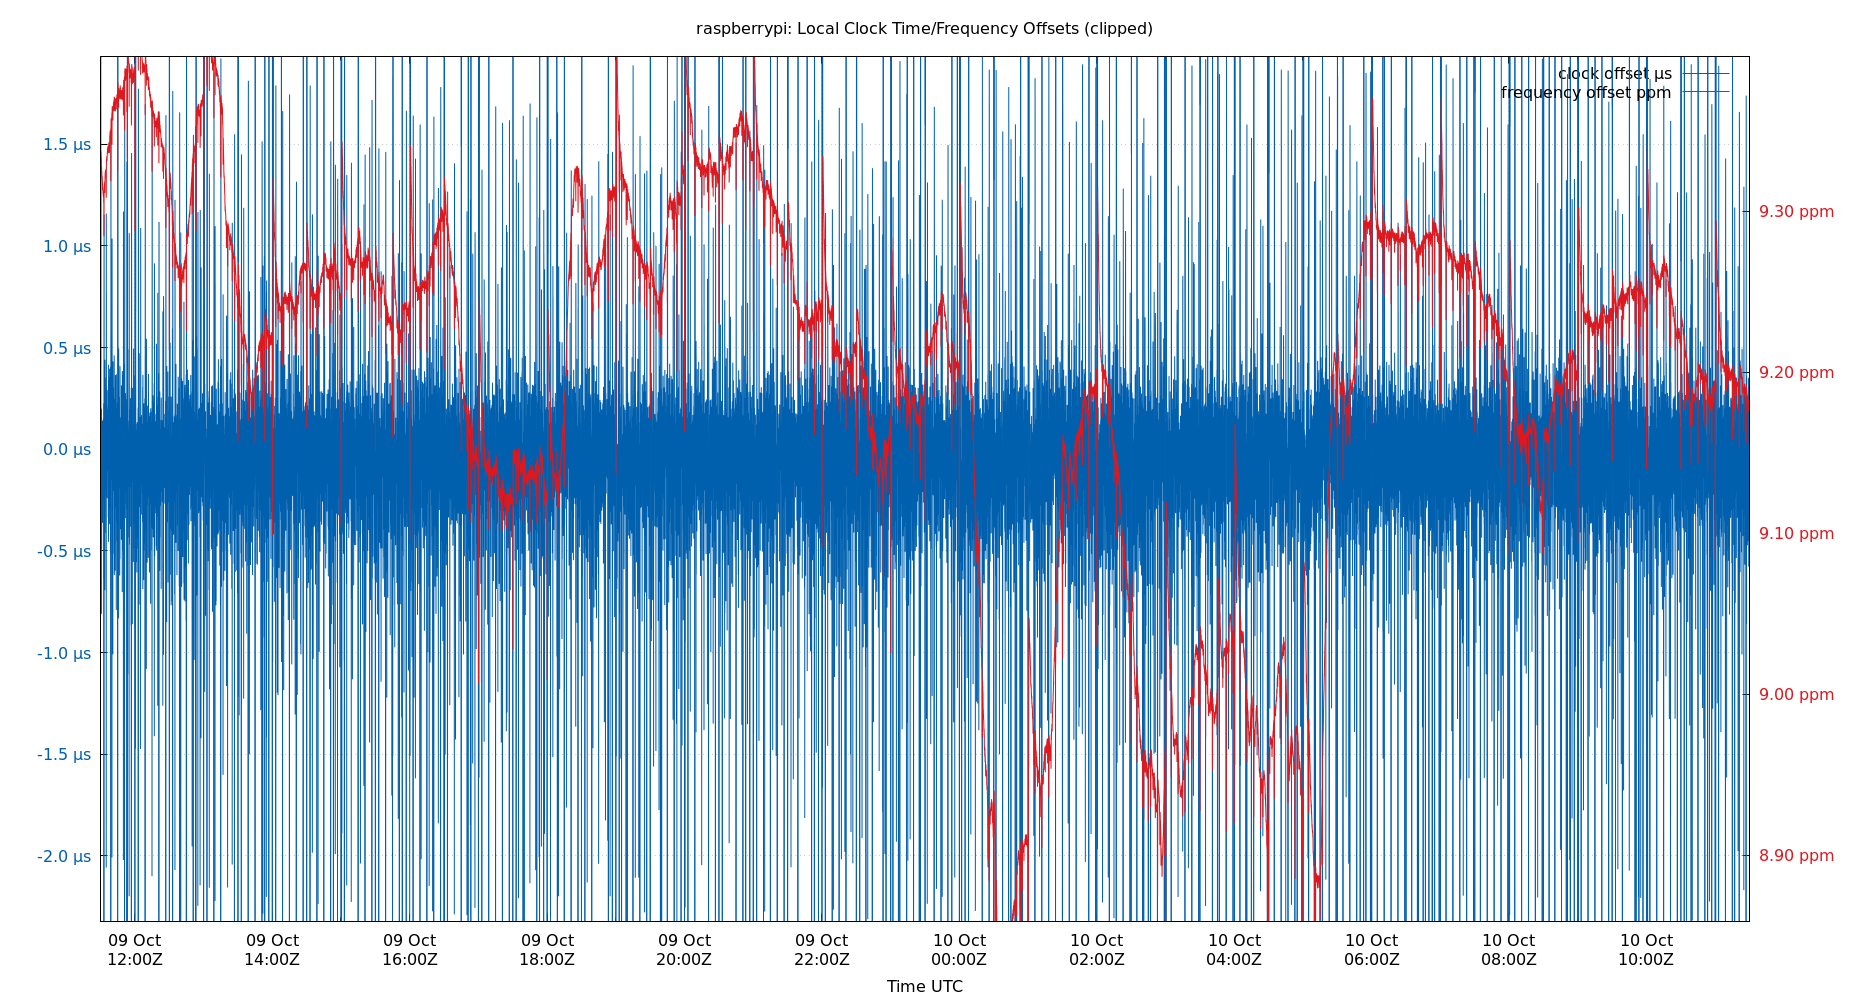 raspberrypi: Local Clock Time/Frequency Offsets (clipped)
clock offset µs
frequency offset ppm
1.5 µs
1.0 µs
0.5 µs
0.0 µs
-0.5 µs
-1.0 µs
-1.5 µs
-2.0 µs
9.30 ppm
9.20 ppm
9.10 ppm
9.00 ppm
8.90 ppm
09 Oct 09 Oct 09 Oct 09 Oct 09 Oct 09 Oct 10 Oct 10 Oct 10 Oct 10 Oct 10 Oct 10 Oct
12:00Z 14:00Z 16:00Z 18:00Z 20:00Z 22:00Z 00:00Z 02:00Z 04:00Z 06:00Z 08:00Z 10:00Z
Time UTC